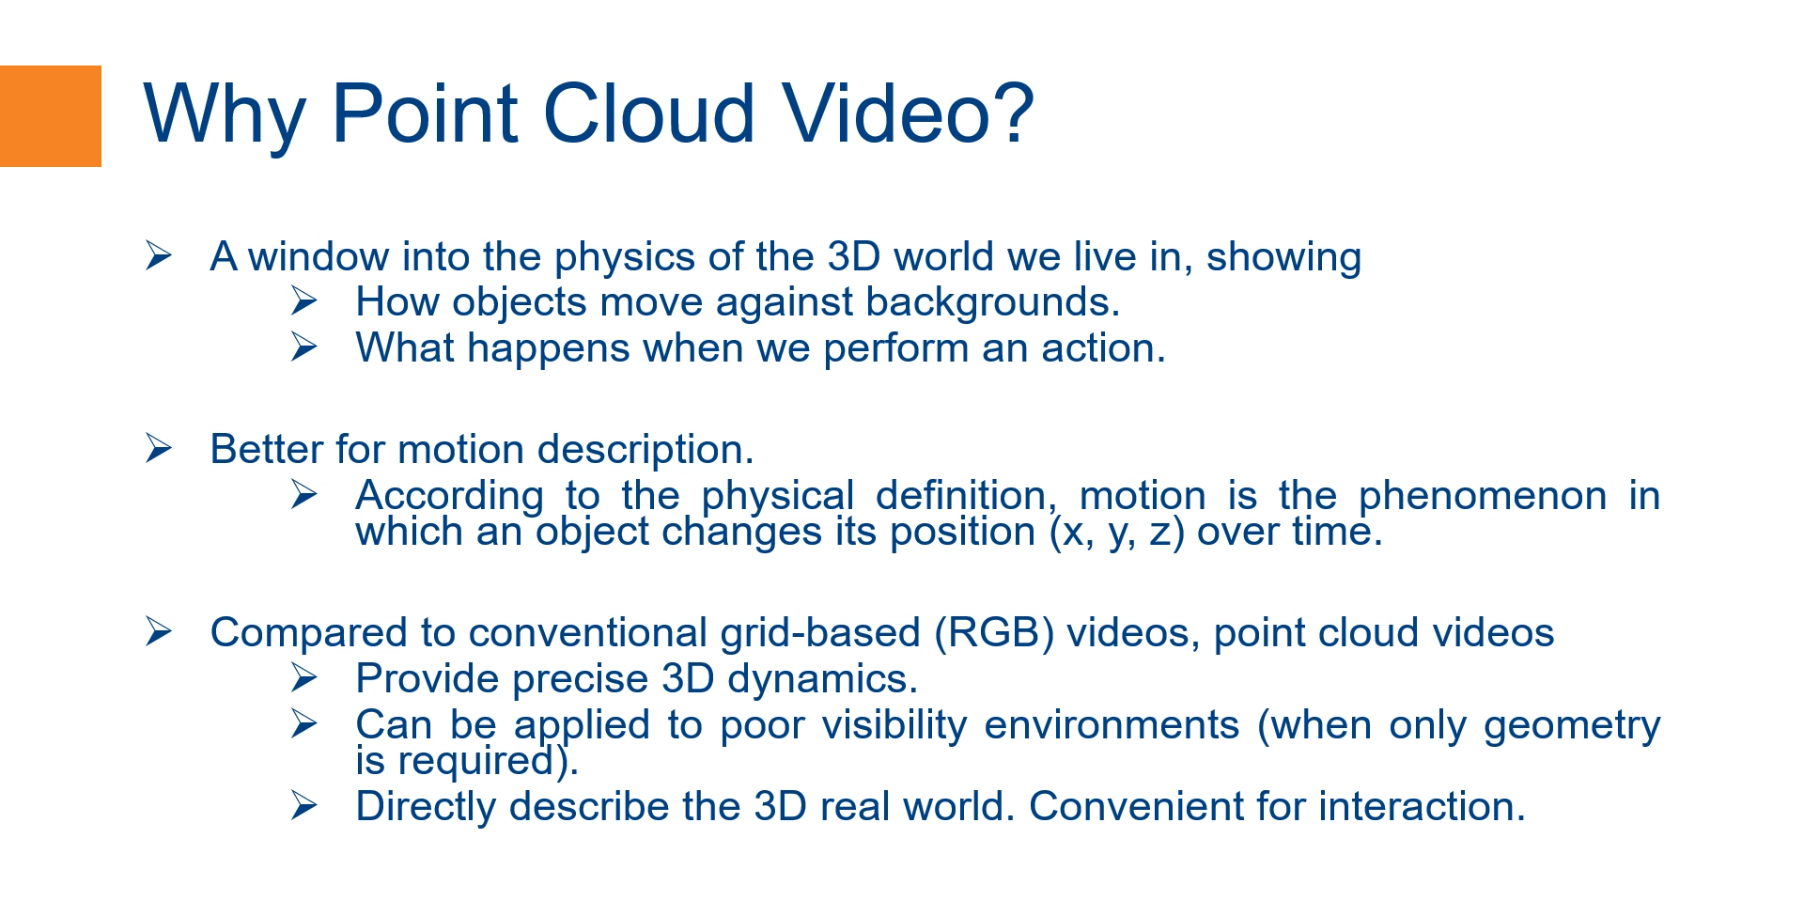 Why Point Cloud Video?
➢ A window into the physics of the 3D world we live in, showing
➢ How objects move against backgrounds.
➢ What happens when we perform an action.
➢ Better for motion description.
➢ According to the physical definition, motion is the phenomenon in
which an object changes its position (x, y, z) over time.
➢ Compared to conventional grid-based (RGB) videos, point cloud videos
➢ Provide precise 3D dynamics.
➢ Can be applied to poor visibility environments (when only geometry
is required).
➢ Directly describe the 3D real world. Convenient for interaction.